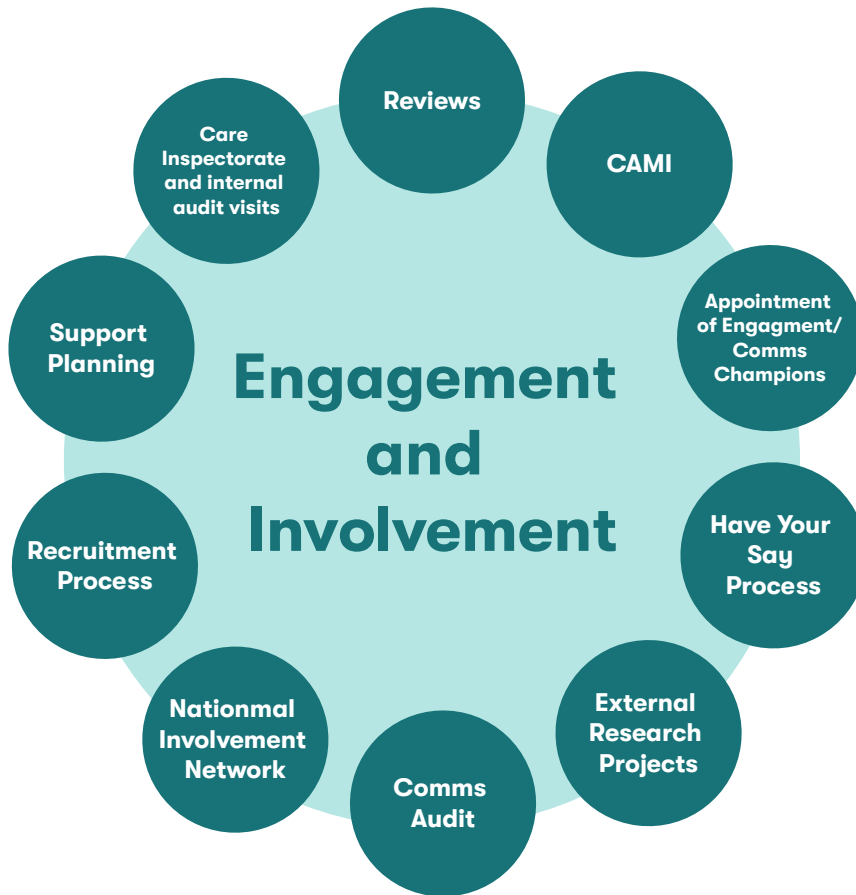 Reviews
CAMI
Appointment
of Engagment/
Comms
Champions
Have Your
Say
Process
External
Research
Projects
Comms
Audit
Nationmal
Involvement
Network
Recruitment
Process
Support
Planning
Care
Inspectorate
and internal
audit visits
Engagement
and
Involvement